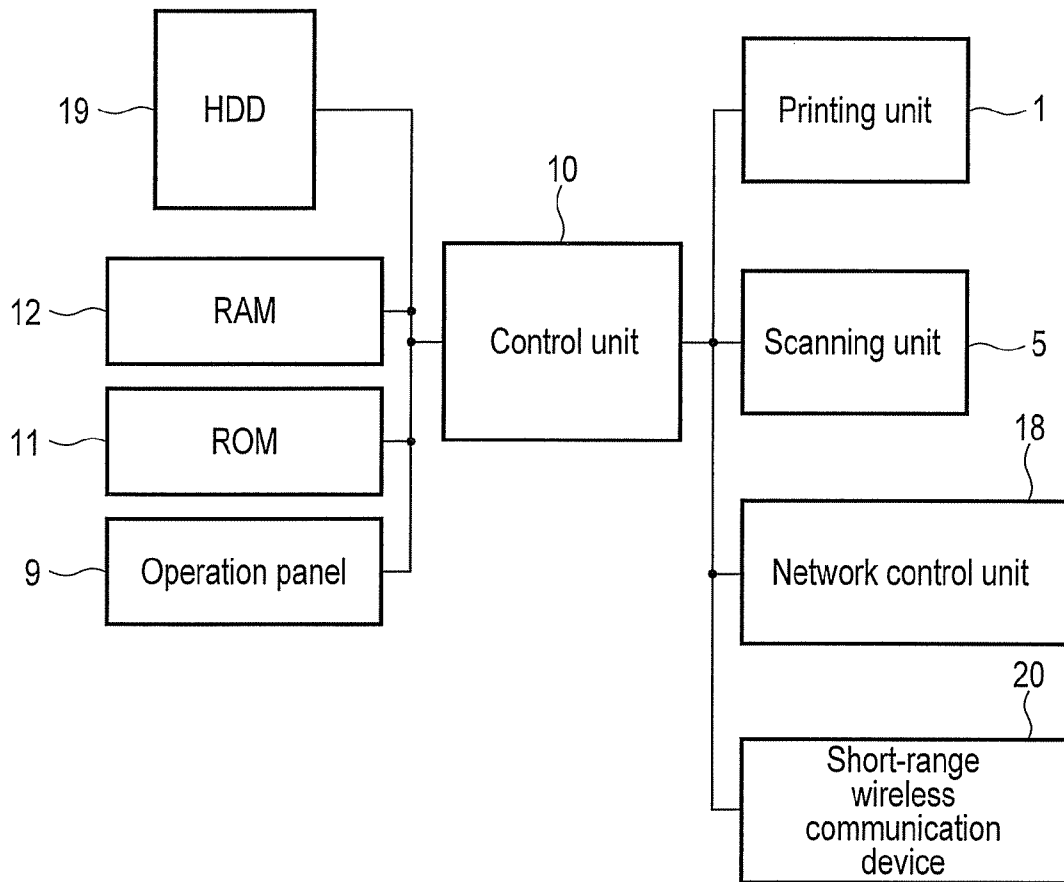 HDD
19
RAM
12
ROM
11
Operation panel
9
10
Control unit
Printing unit
1
Scanning unit
5
18
Network control unit
20
Short-range
wireless
communication
device